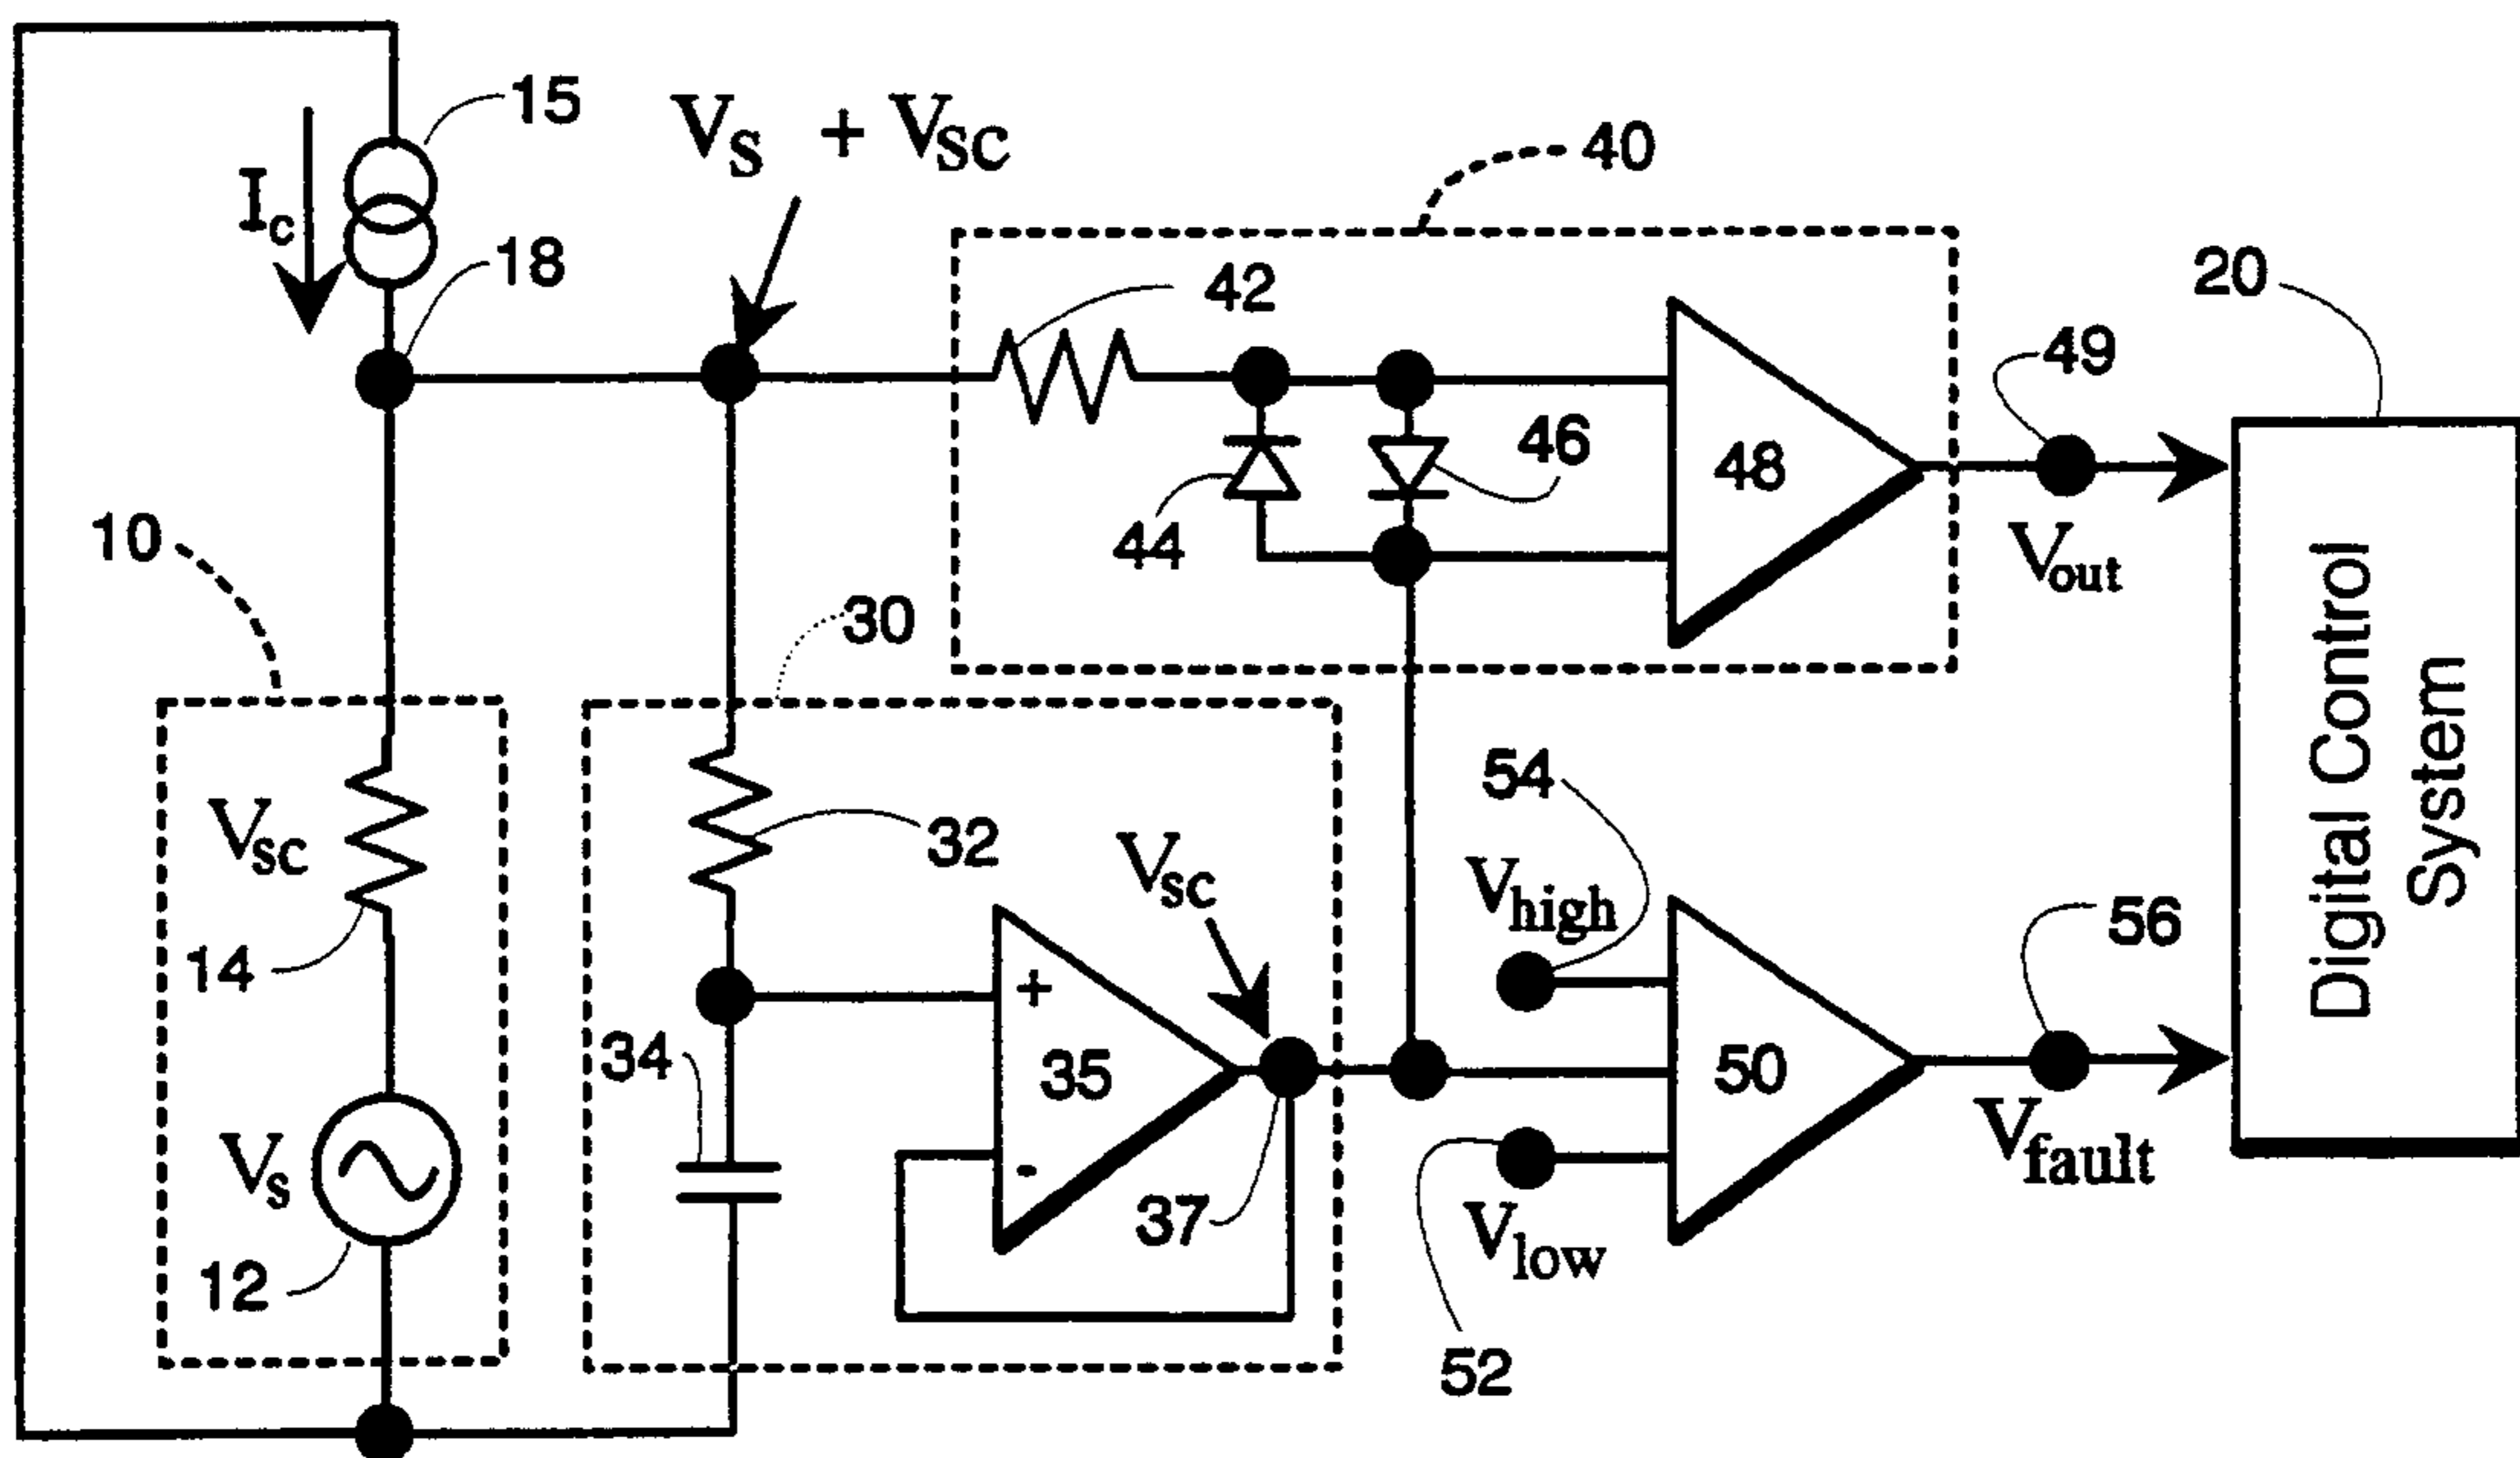 15
V_S + V_SC
40
I_c
18
42
20
49
46
48
44
V_out
10
30
Digital Control
System
54
V_SC
32
V_SC
V_high
56
14
34
+
35
50
V_S
-
37
V_low
V_fault
12
52